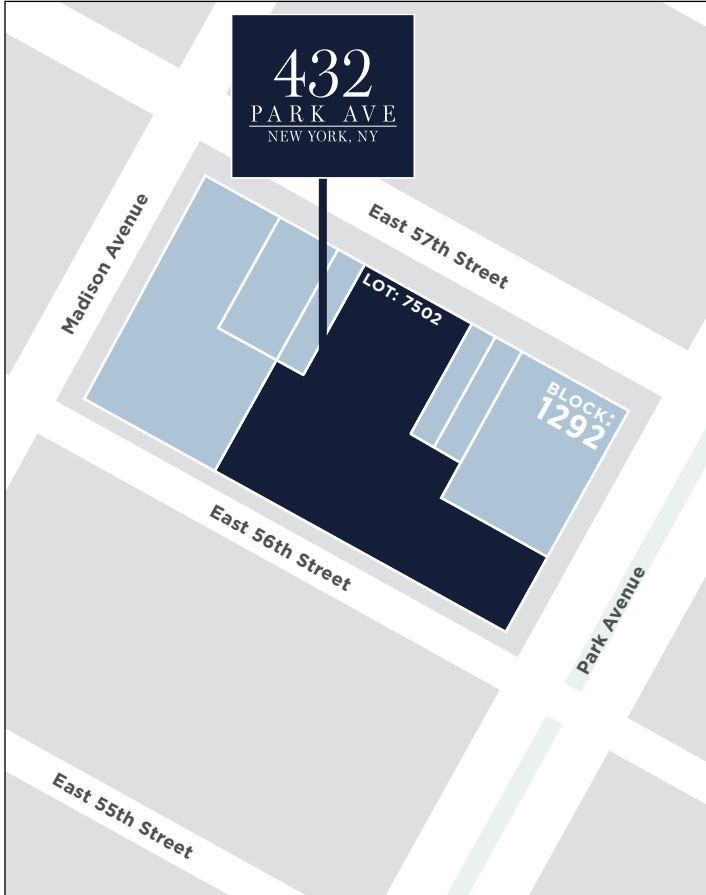 432
PARK AVE
NEW YORK, NY
Madison Avenue
East 57th Street
LOT: 7502
BLOCK:
1292
East 56th Street
Park Avenue
East 55th Street